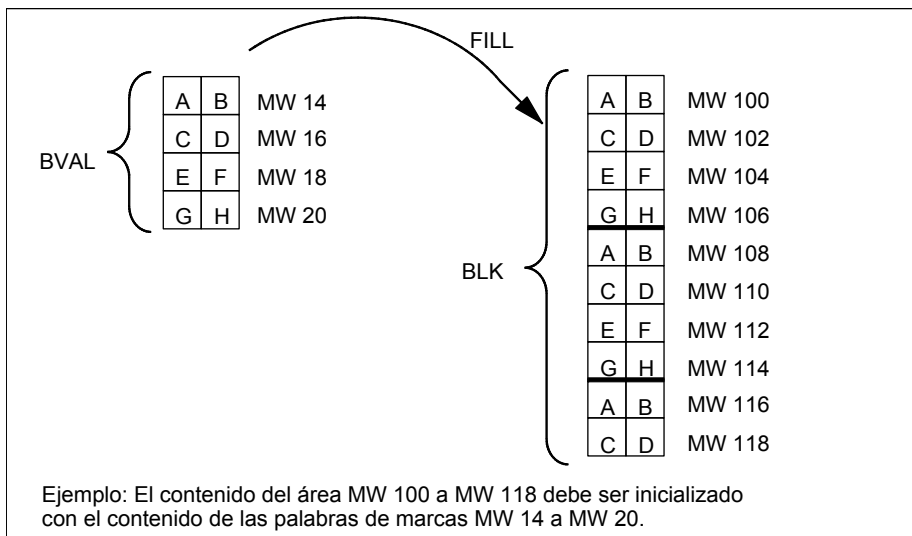 FILL
BVAL
A B MW 14
C D MW 16
E F MW 18
G H MW 20
BLK
A B MW 100
C D MW 102
E F MW 104
G H MW 106
A B MW 108
C D MW 110
E F MW 112
G H MW 114
A B MW 116
C D MW 118
Ejemplo: El contenido del área MW 100 a MW 118 debe ser inicializado
con el contenido de las palabras de marcas MW 14 a MW 20.